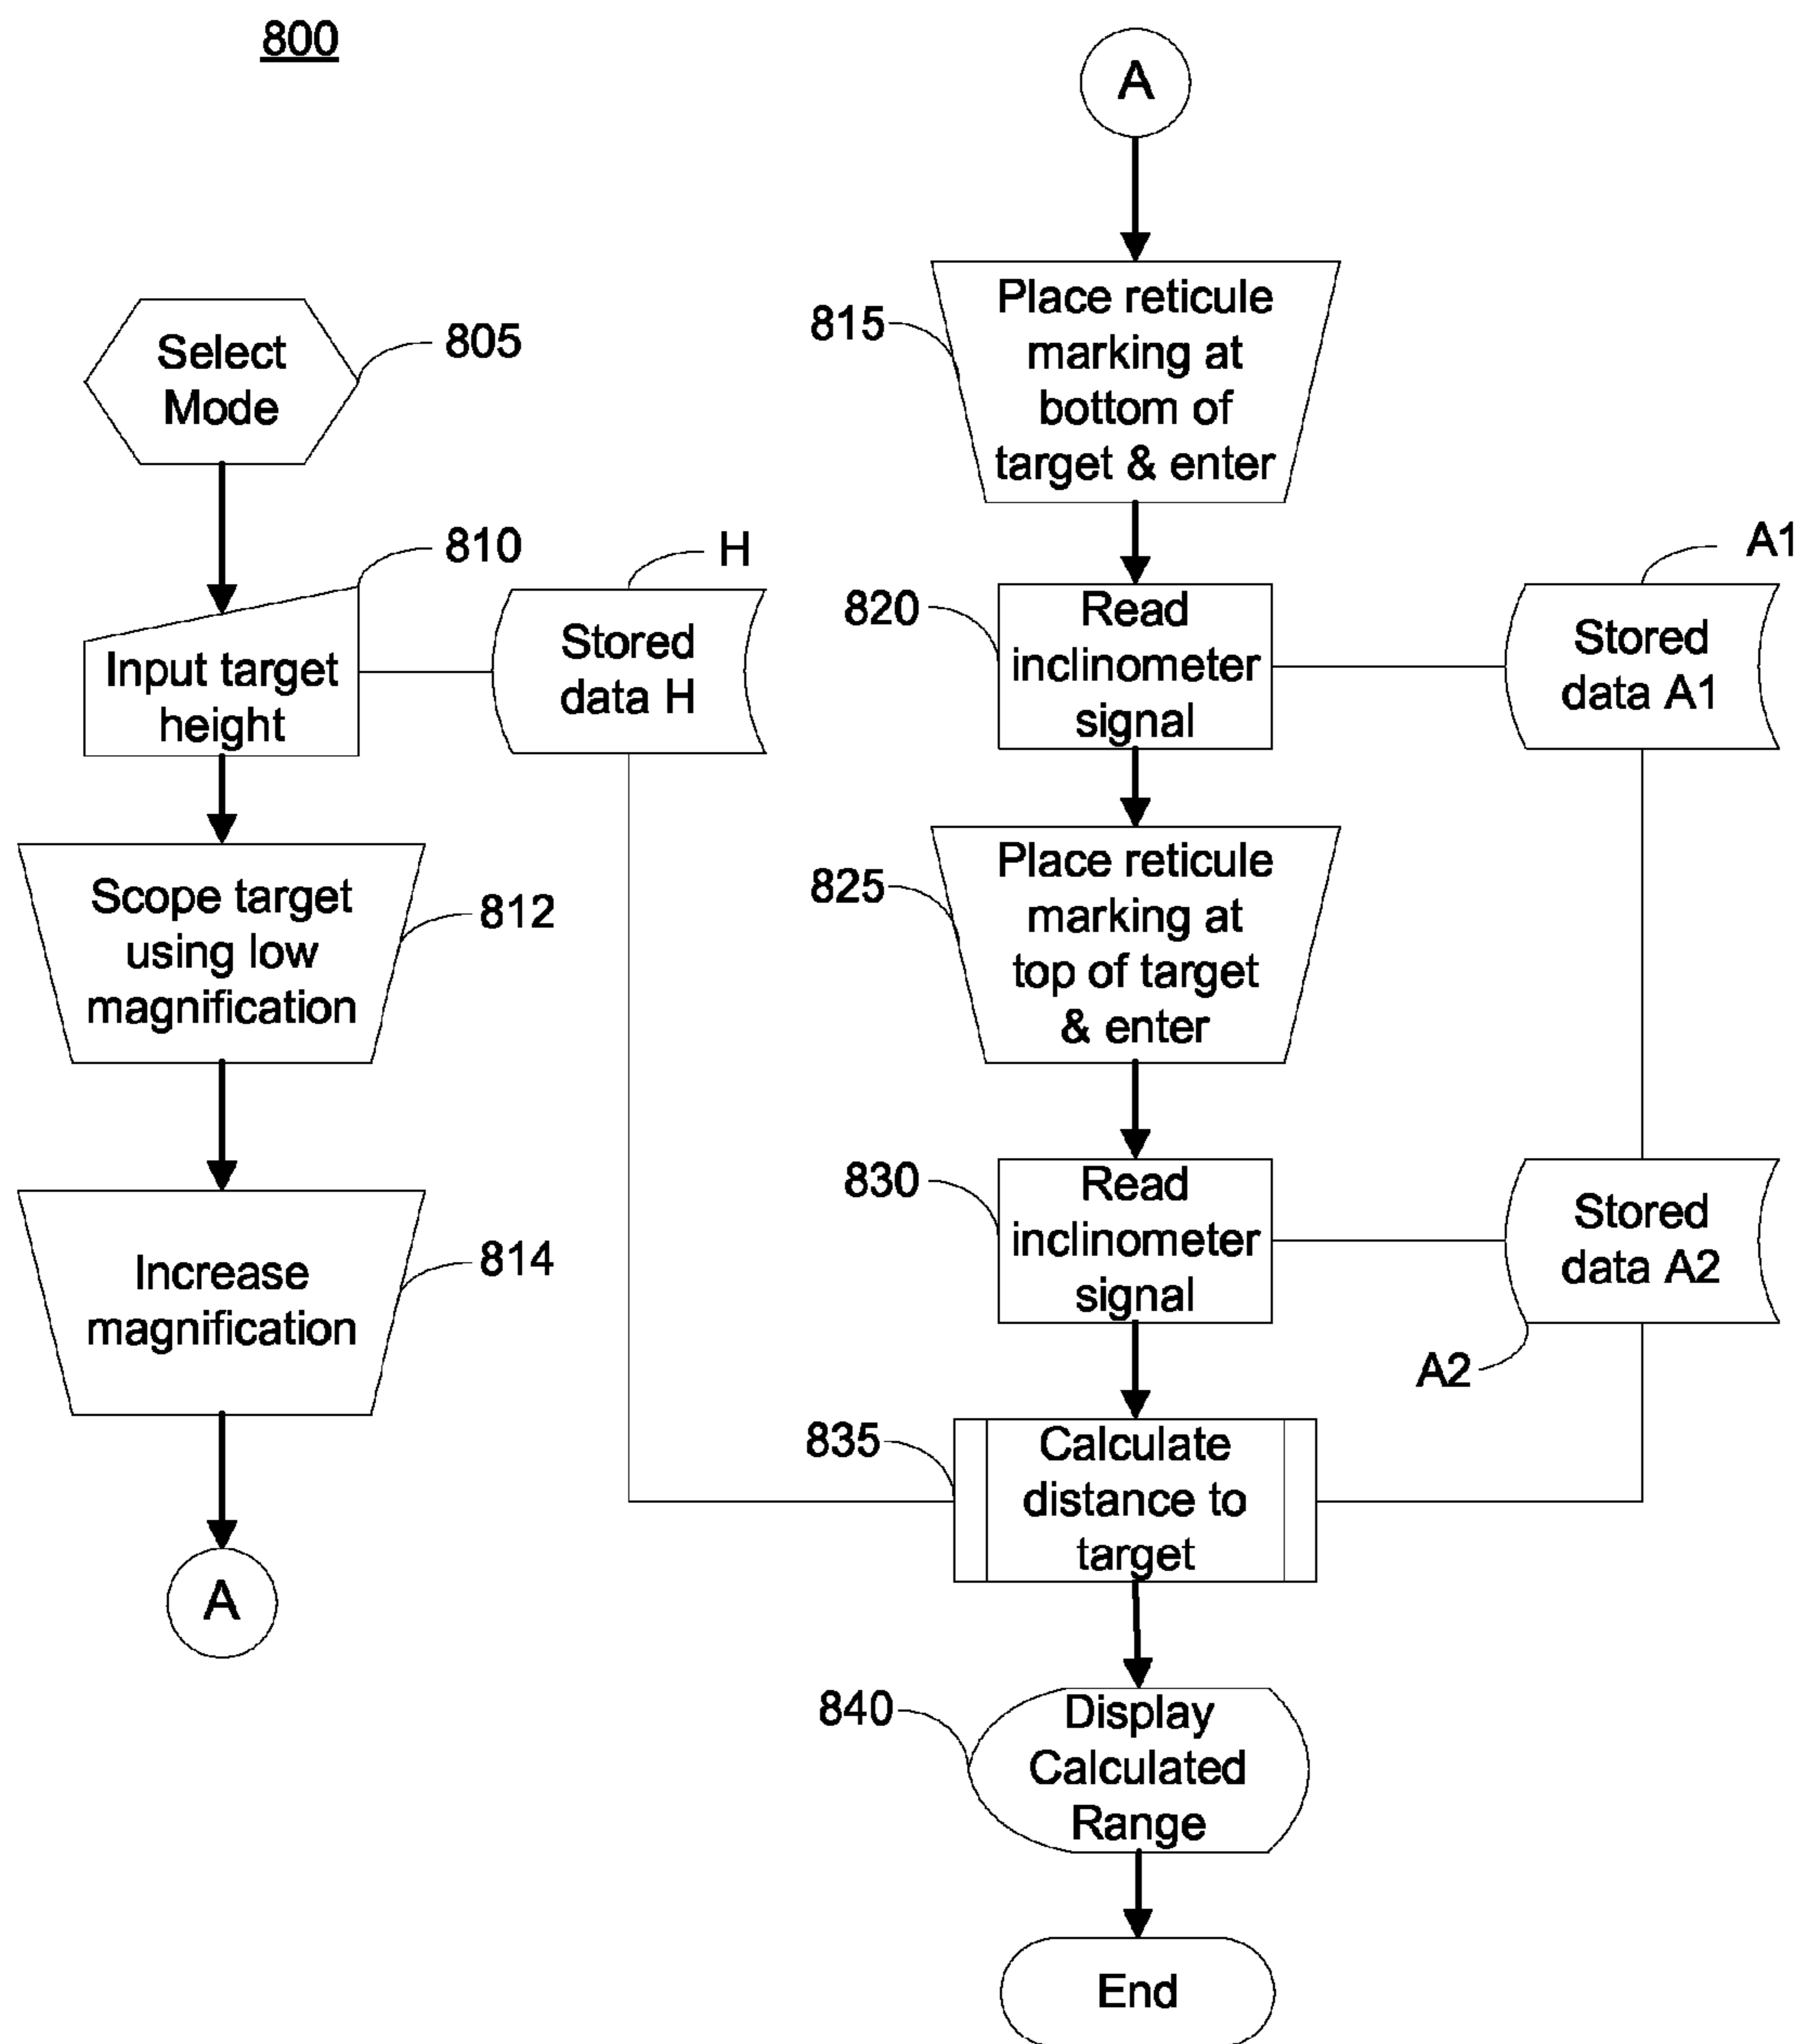 800
Select
Mode
805
810
Input target
height
H
Stored
data H
Scope target
using low
magnification
812
Increase
magnification
814
A
A
815
Place reticule
marking at
bottom of
target & enter
820
Read
inclinometer
signal
A1
Stored
data A1
825
Place reticule
marking at
top of target
& enter
830
Read
inclinometer
signal
Stored
data A2
A2
835
Calculate
distance to
target
840
Display
Calculated
Range
End